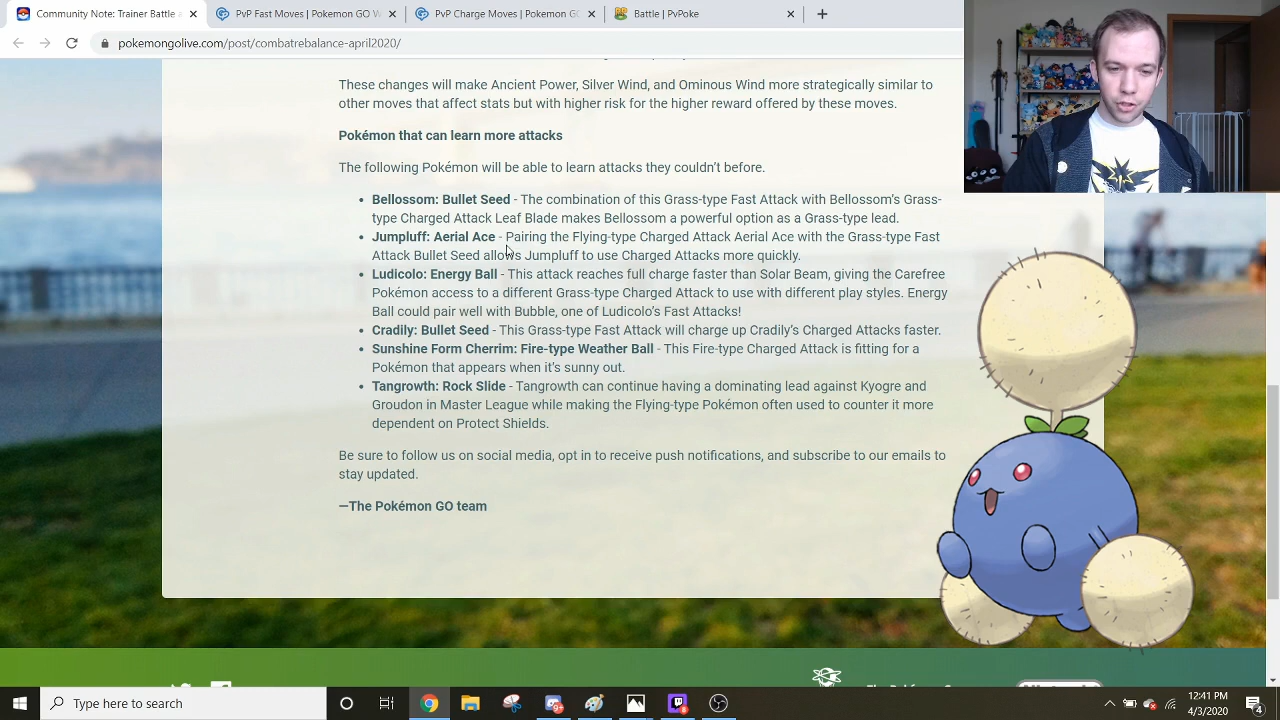 Combat Update: Trainer Battle m
PvP Fast Moves | Pokemon GO W
PvP Charge Moves | Pokemon GO
Battle | PvPoke
pokemongolive.com/post/combatrebalance-apr2020/
These changes will make Ancient Power, Silver Wind, and Ominous Wind more strategically similar to
other moves that affect stats but with higher risk for the higher reward offered by these moves.
Pokémon that can learn more attacks
The following Pokémon will be able to learn attacks they couldn't before.
• Bellossom: Bullet Seed - The combination of this Grass-type Fast Attack with Bellossom's Grass-
type Charged Attack Leaf Blade makes Bellossom a powerful option as a Grass-type lead.
• Jumpluff: Aerial Ace - Pairing the Flying-type Charged Attack Aerial Ace with the Grass-type Fast
Attack Bullet Seed allows Jumpluff to use Charged Attacks more quickly.
• Ludicolo: Energy Ball - This attack reaches full charge faster than Solar Beam, giving the Carefree
Pokémon access to a different Grass-type Charged Attack to use with different play styles. Energy
Ball could pair well with Bubble, one of Ludicolo's Fast Attacks!
• Cradily: Bullet Seed - This Grass-type Fast Attack will charge up Cradily's Charged Attacks faster.
• Sunshine Form Cherrim: Fire-type Weather Ball - This Fire-type Charged Attack is fitting for a
Pokémon that appears when it's sunny out.
• Tangrowth: Rock Slide - Tangrowth can continue having a dominating lead against Kyogre and
Groudon in Master League while making the Flying-type Pokémon often used to counter it more
dependent on Protect Shields.
Be sure to follow us on social media, opt in to receive push notifications, and subscribe to our emails to
stay updated.
—The Pokémon GO team
Type here to search
8
12:41 PM
4/3/2020
4